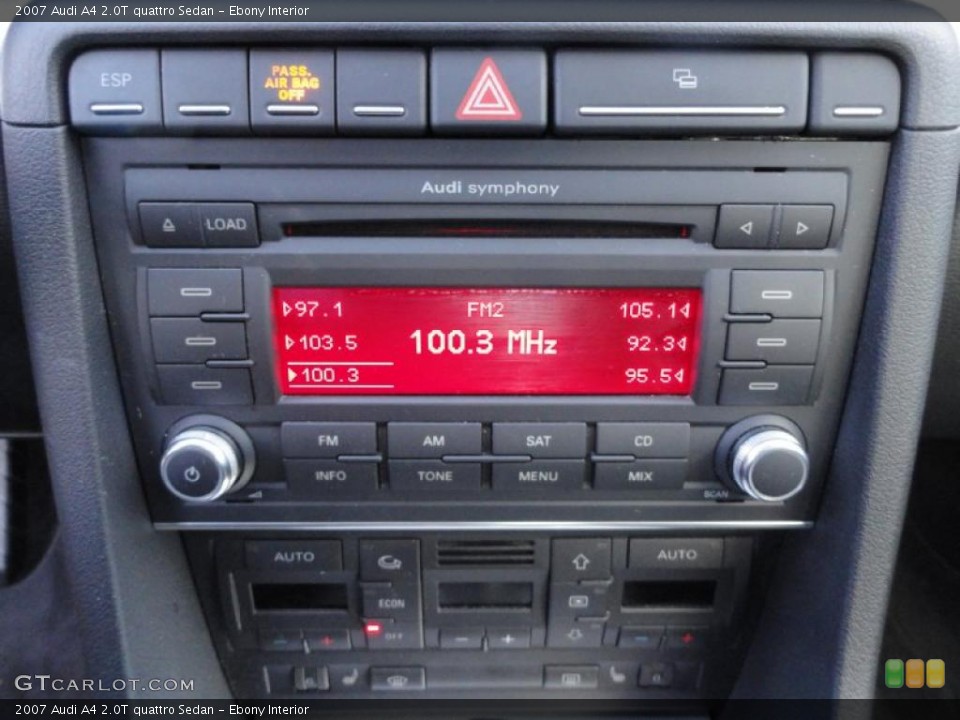 2007 Audi A4 2.0T quattro Sedan - Ebony Interior
ESP
PASS.
AIR BAG
OFF
Audi symphony
LOAD
97.1 FM2 105.1
103.5 100.3 MHz 92.3
100.3 95.5
FM AM SAT CD
INFO TONE MENU MIX
SCAN
AUTO AUTO
ECON
OFF
GTCARLOT.COM
2007 Audi A4 2.0T quattro Sedan - Ebony Interior